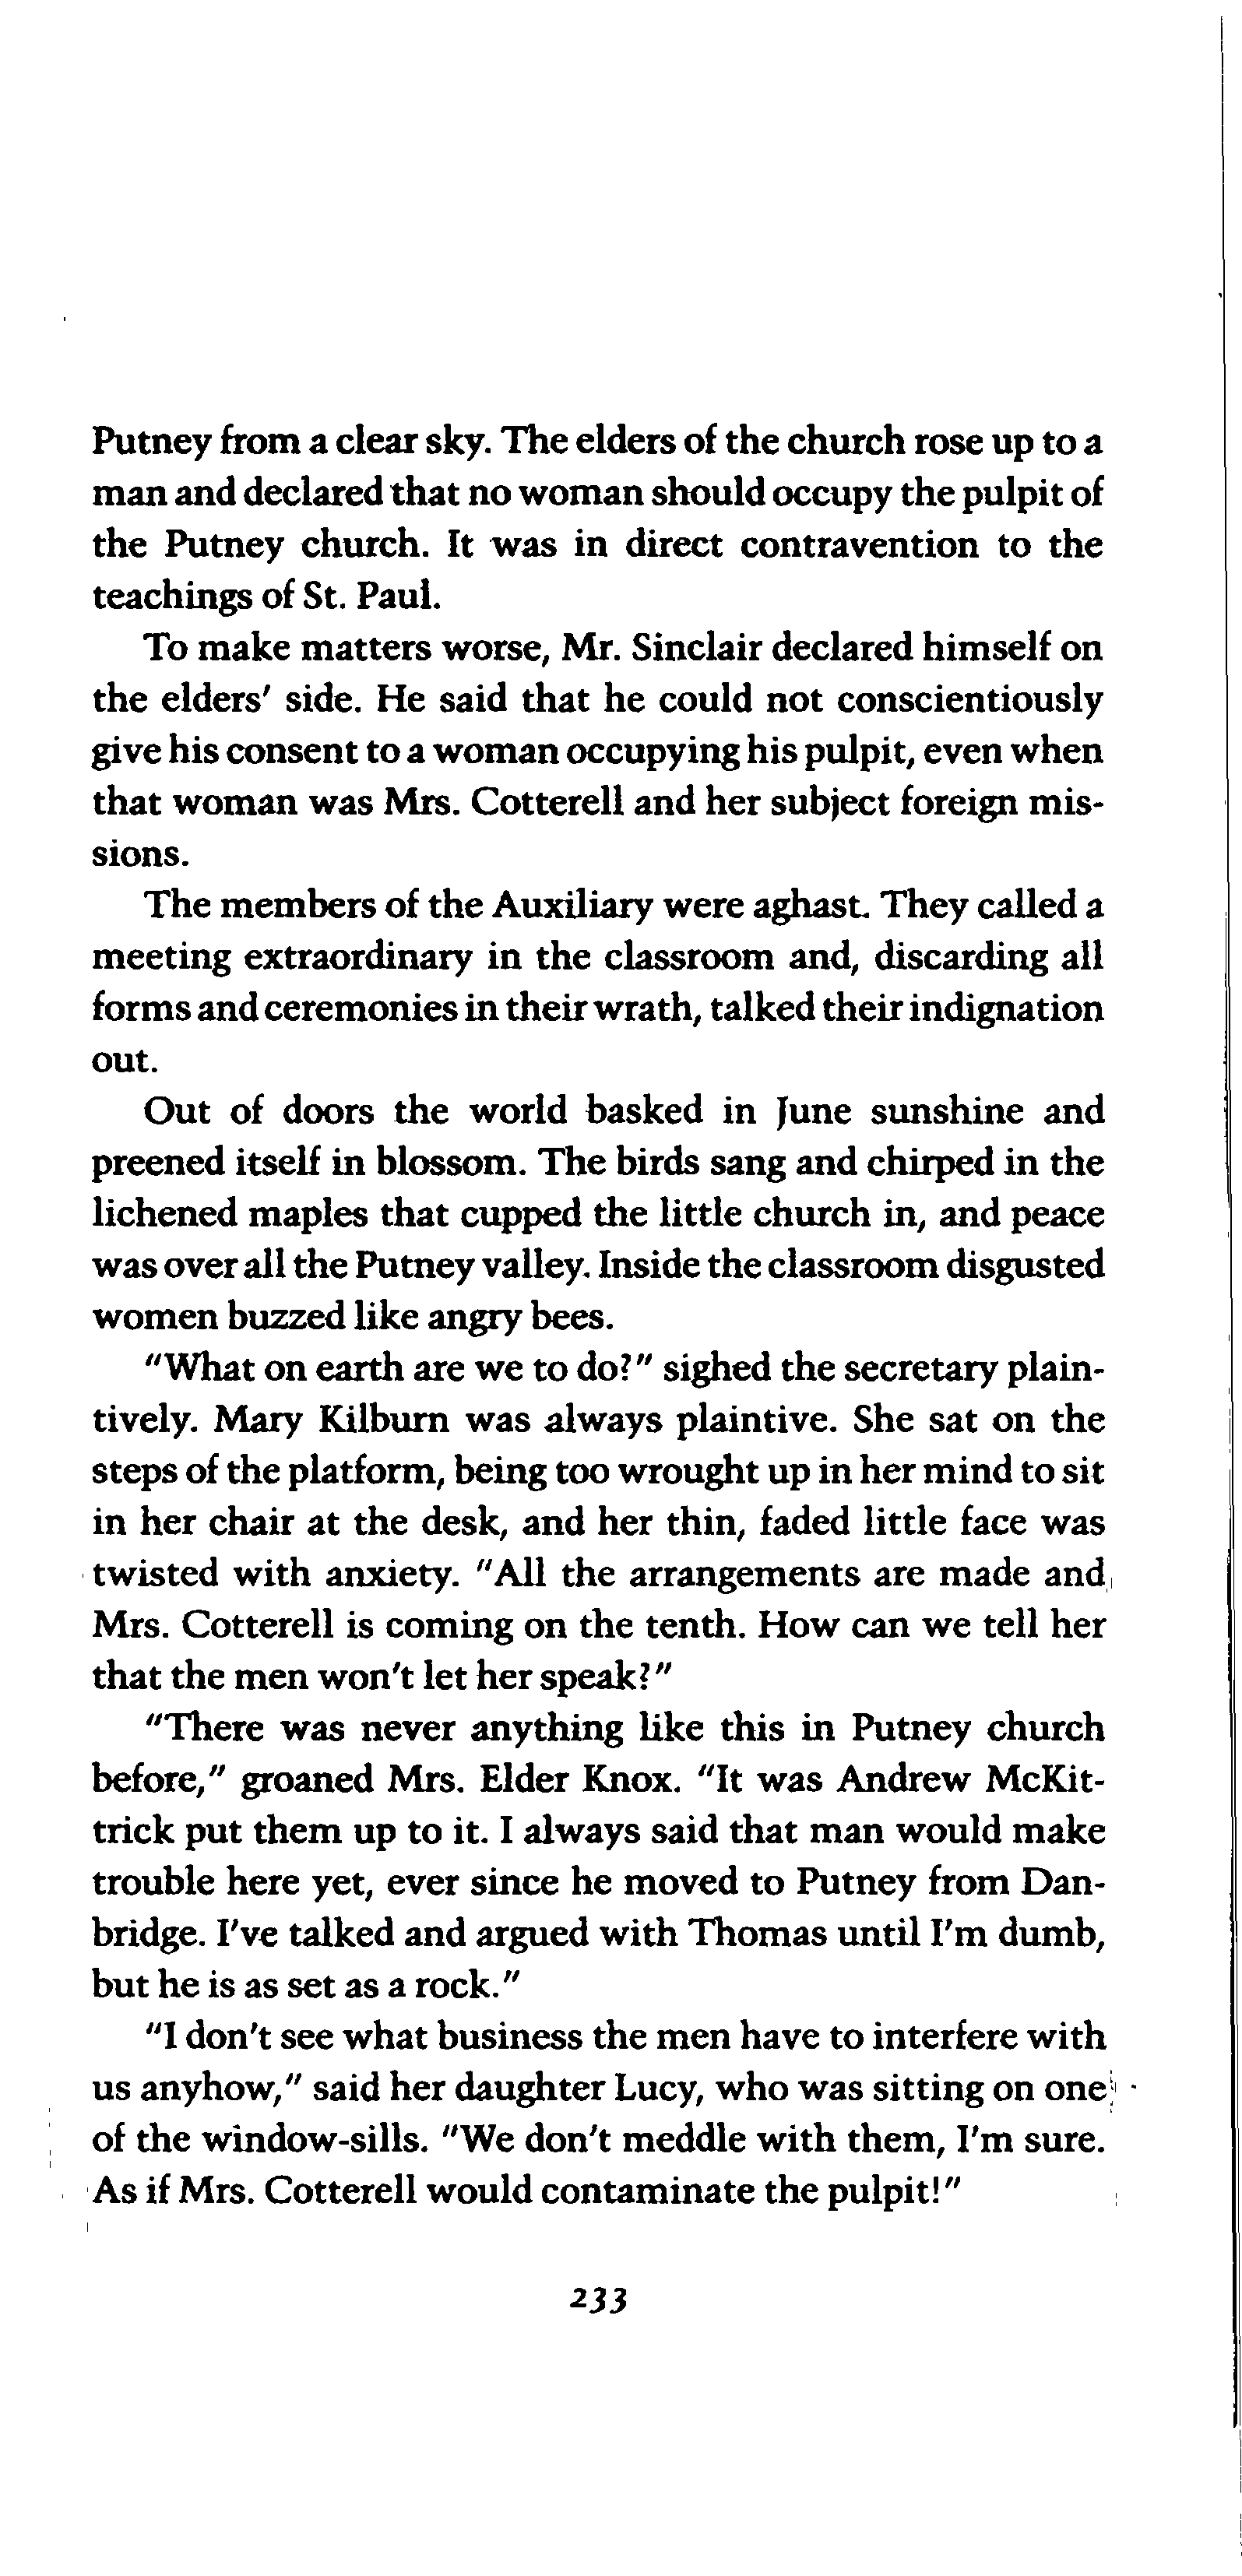 Putney from a clear sky. The elders of the church rose up to a
man and declared that no woman should occupy the pulpit of
the Putney church. It was in direct contravention to the
teachings of St. Paul.
To make matters worse, Mr. Sinclair declared himself on
the elders' side. He said that he could not conscientiously
give his consent to a woman occupying his pulpit, even when
that woman was Mrs. Cotterell and her subject foreign mis-
sions.
The members of the Auxiliary were aghast. They called a
meeting extraordinary in the classroom and, discarding all
forms and ceremonies in their wrath, talked their indignation
out.
Out of doors the world basked in June sunshine and
preened itself in blossom. The birds sang and chirped in the
lichened maples that cupped the little church in, and peace
was over all the Putney valley. Inside the classroom disgusted
women buzzed like angry bees.
"What on earth are we to do?" sighed the secretary plain-
tively. Mary Kilburn was always plaintive. She sat on the
steps of the platform, being too wrought up in her mind to sit
in her chair at the desk, and her thin, faded little face was
twisted with anxiety. "All the arrangements are made and
Mrs. Cotterell is coming on the tenth. How can we tell her
that the men won't let her speak?"
"There was never anything like this in Putney church
before," groaned Mrs. Elder Knox. "It was Andrew McKit-
trick put them up to it. I always said that man would make
trouble here yet, ever since he moved to Putney from Dan-
bridge. I've talked and argued with Thomas until I'm dumb,
but he is as set as a rock."
"I don't see what business the men have to interfere with
us anyhow," said her daughter Lucy, who was sitting on one
of the window-sills. "We don't meddle with them, I'm sure.
As if Mrs. Cotterell would contaminate the pulpit!"
233